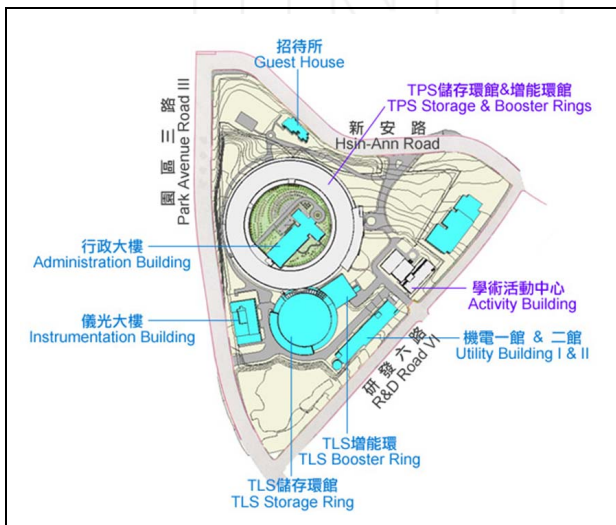 招待所
Guest House
TPS儲存環館&增能環館
TPS Storage & Booster Rings
園區三路
Park Avenue Road III
新安路
Hsin-Ann Road
行政大樓
Administration Building
學術活動中心
Activity Building
儀光大樓
Instrumentation Building
機電一館 & 二館
Utility Building I & II
研發六路
R&D Road VI
TLS增能環
TLS Booster Ring
TLS儲存環館
TLS Storage Ring